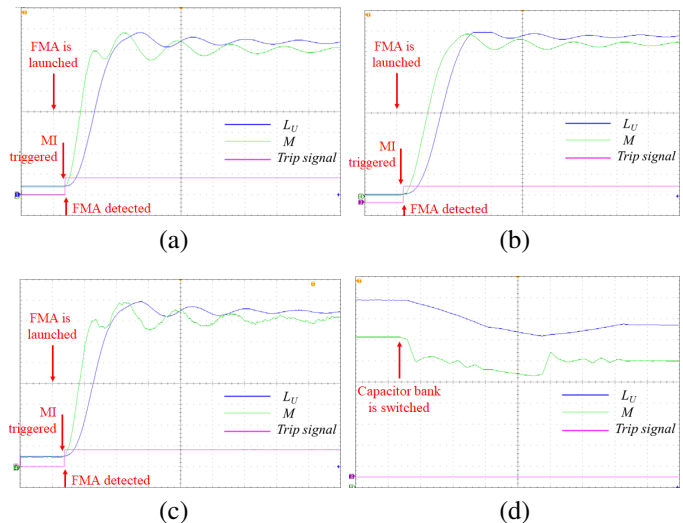 FMA is
launched
MI
triggered
FMA detected
L_U
M
Trip signal
(a)
FMA is
launched
MI
triggered
FMA detected
L_U
M
Trip signal
(b)
FMA is
launched
MI
triggered
FMA detected
L_U
M
Trip signal
(c)
Capacitor bank
is switched
L_U
M
Trip signal
(d)